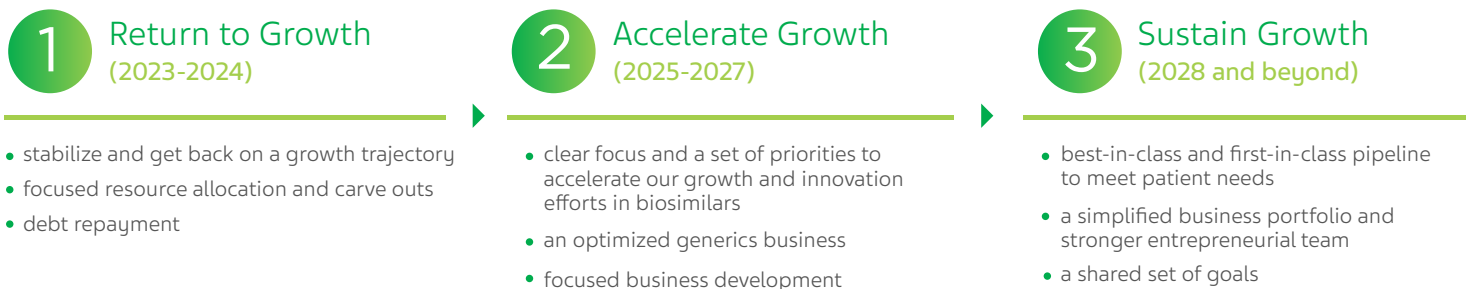 1
Return to Growth
(2023-2024)
• stabilize and get back on a growth trajectory
• focused resource allocation and carve outs
• debt repayment
2
Accelerate Growth
(2025-2027)
• clear focus and a set of priorities to
accelerate our growth and innovation
efforts in biosimilars
• an optimized generics business
• focused business development
3
Sustain Growth
(2028 and beyond)
• best-in-class and first-in-class pipeline
to meet patient needs
• a simplified business portfolio and
stronger entrepreneurial team
• a shared set of goals